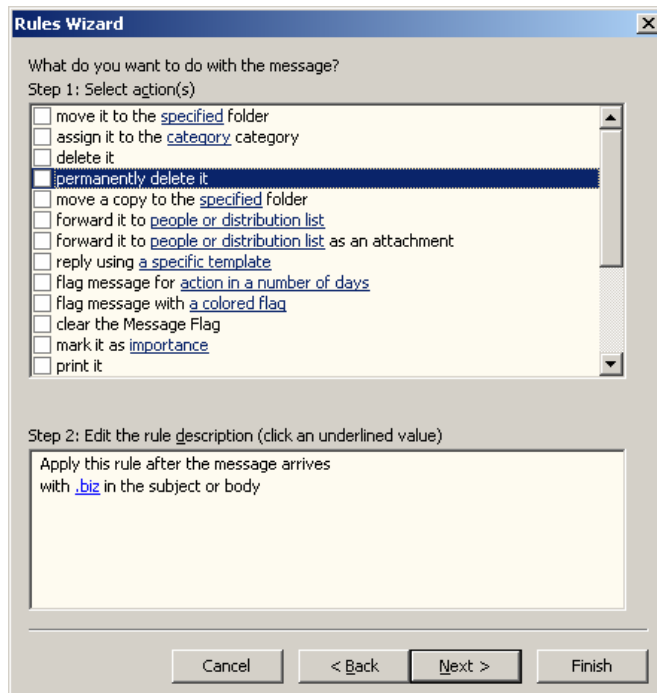 Rules Wizard
What do you want to do with the message?
Step 1: Select action(s)
move it to the specified folder
assign it to the category category
delete it
permanently delete it
move a copy to the specified folder
forward it to people or distribution list
forward it to people or distribution list as an attachment
reply using a specific template
flag message for action in a number of days
flag message with a colored flag
clear the Message Flag
mark it as importance
print it
Step 2: Edit the rule description (click an underlined value)
Apply this rule after the message arrives
with .biz in the subject or body
Cancel
< Back
Next >
Finish